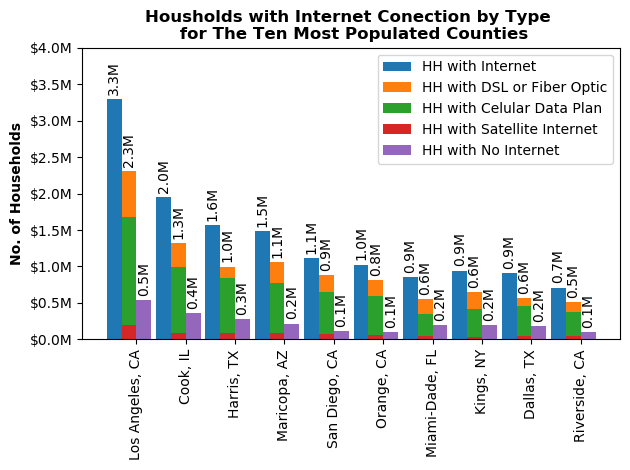 Housholds with Internet Conection by Type
for The Ten Most Populated Counties
$4.0M
$3.5M
$3.0M
$2.5M
$2.0M
$1.5M
$1.0M
$0.5M
$0.0M
No. of Households
HH with Internet
HH with DSL or Fiber Optic
HH with Celular Data Plan
HH with Satellite Internet
HH with No Internet
3.3M
2.3M
0.5M
2.0M
1.3M
0.4M
1.6M
1.0M
0.3M
1.5M
1.1M
0.2M
1.1M
0.9M
0.1M
1.0M
0.8M
0.1M
0.9M
0.6M
0.2M
0.9M
0.6M
0.2M
0.9M
0.6M
0.2M
0.7M
0.5M
0.1M
Los Angeles, CA
Cook, IL
Harris, TX
Maricopa, AZ
San Diego, CA
Orange, CA
Miami-Dade, FL
Kings, NY
Dallas, TX
Riverside, CA